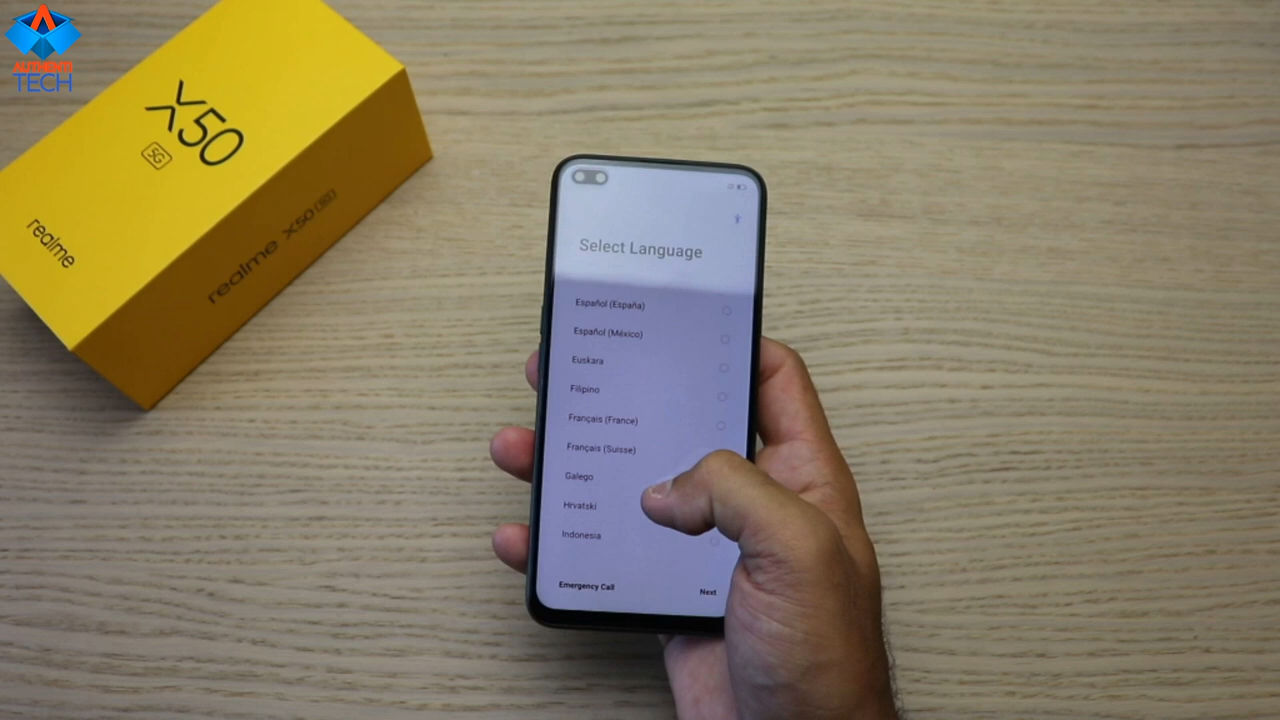 AUTHENTI
TECH
X50
5G
realme
realme X50 5G
Select Language
Español (España)
Español (México)
Euskara
Filipino
Français (France)
Français (Suisse)
Galego
Hrvatski
Indonesia
Emergency Call
Next